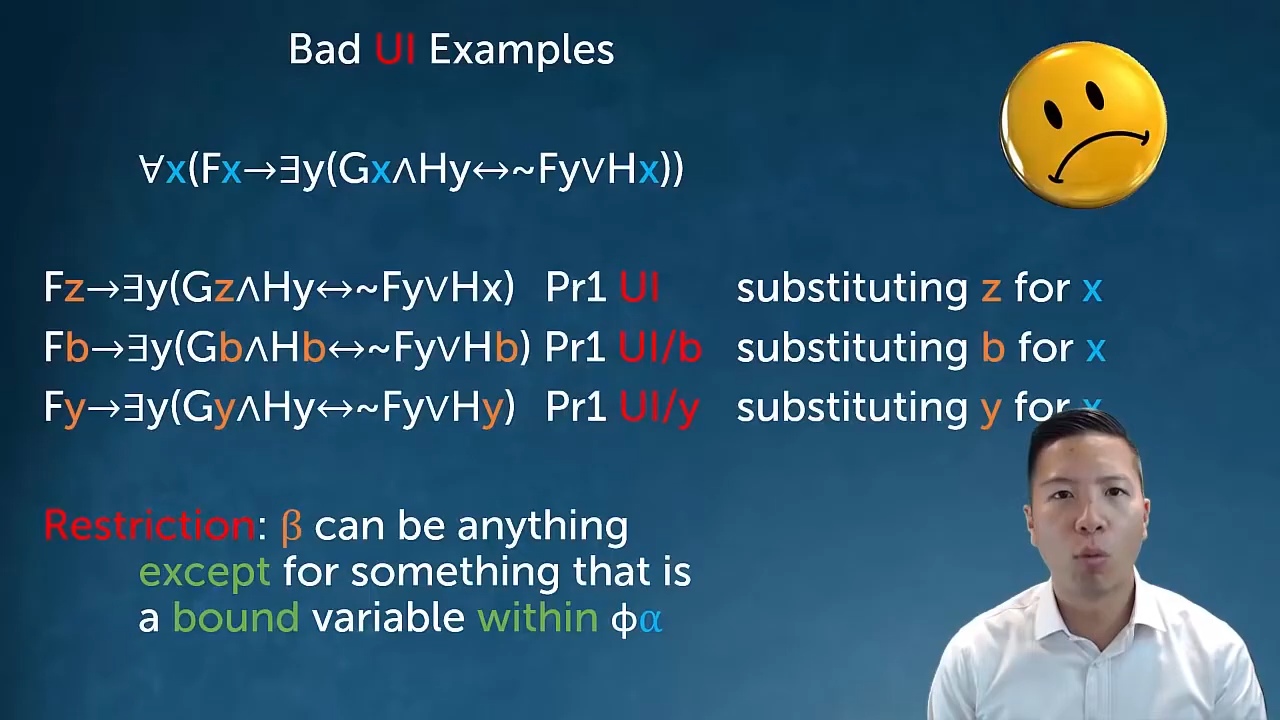 Bad UI Examples
∀x(Fx→∃y(Gx∧Hy↔~Fy∨Hx))
Fz→∃y(Gz∧Hy↔~Fy∨Hx) Pr1 UI substituting z for x
Fb→∃y(Gb∧Hb↔~Fy∨Hb) Pr1 UI/b substituting b for x
Fy→∃y(Gy∧Hy↔~Fy∨Hy) Pr1 UI/y substituting y for x
Restriction: β can be anything
except for something that is
a bound variable within ϕα